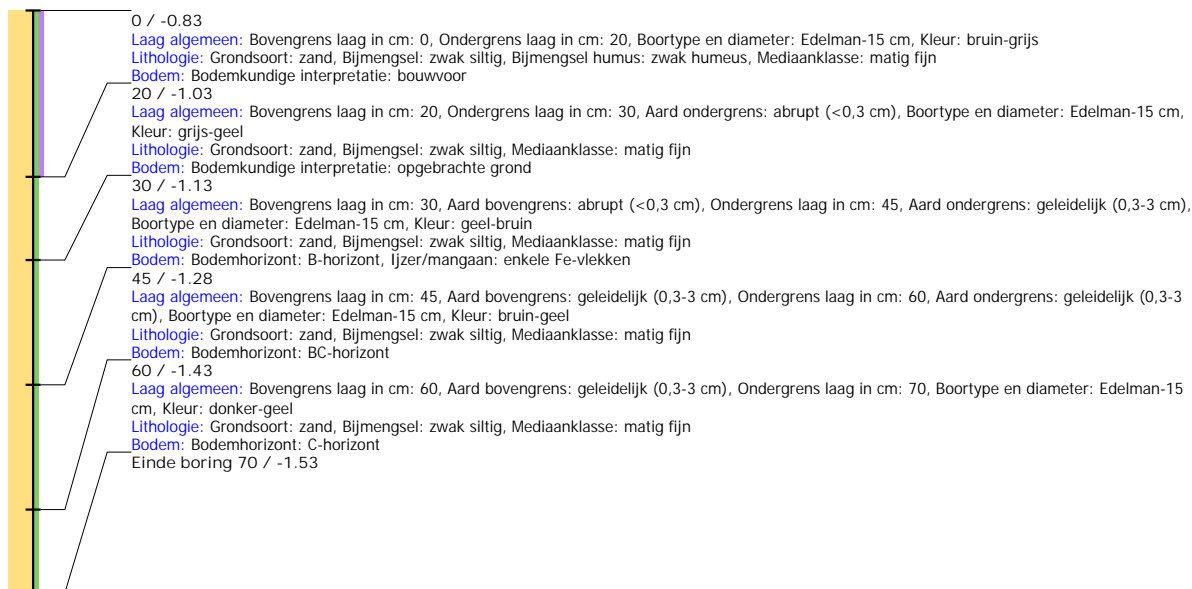 0 / -0.83
Laag algemeen: Bovengrens laag in cm: 0, Ondergrens laag in cm: 20, Boortype en diameter: Edelman-15 cm, Kleur: bruin-grijs
Lithologie: Grondsoort: zand, Bijmengsel: zwak siltig, Bijmengsel humus: zwak humeus, Mediaanklasse: matig fijn
Bodem: Bodemkundige interpretatie: bouwvoor
20 / -1.03
Laag algemeen: Bovengrens laag in cm: 20, Ondergrens laag in cm: 30, Aard ondergrens: abrupt (<0,3 cm), Boortype en diameter: Edelman-15 cm,
Kleur: grijs-geel
Lithologie: Grondsoort: zand, Bijmengsel: zwak siltig, Mediaanklasse: matig fijn
Bodem: Bodemkundige interpretatie: opgebrachte grond
30 / -1.13
Laag algemeen: Bovengrens laag in cm: 30, Aard bovengrens: abrupt (<0,3 cm), Ondergrens laag in cm: 45, Aard ondergrens: geleidelijk (0,3-3 cm),
Boortype en diameter: Edelman-15 cm, Kleur: geel-bruin
Lithologie: Grondsoort: zand, Bijmengsel: zwak siltig, Mediaanklasse: matig fijn
Bodem: Bodemhorizont: B-horizont, Ijzer/mangaan: enkele Fe-vlekken
45 / -1.28
Laag algemeen: Bovengrens laag in cm: 45, Aard bovengrens: geleidelijk (0,3-3 cm), Ondergrens laag in cm: 60, Aard ondergrens: geleidelijk (0,3-3
cm), Boortype en diameter: Edelman-15 cm, Kleur: bruin-geel
Lithologie: Grondsoort: zand, Bijmengsel: zwak siltig, Mediaanklasse: matig fijn
Bodem: Bodemhorizont: BC-horizont
60 / -1.43
Laag algemeen: Bovengrens laag in cm: 60, Aard bovengrens: geleidelijk (0,3-3 cm), Ondergrens laag in cm: 70, Boortype en diameter: Edelman-15
cm, Kleur: donker-geel
Lithologie: Grondsoort: zand, Bijmengsel: zwak siltig, Mediaanklasse: matig fijn
Bodem: Bodemhorizont: C-horizont
Einde boring 70 / -1.53